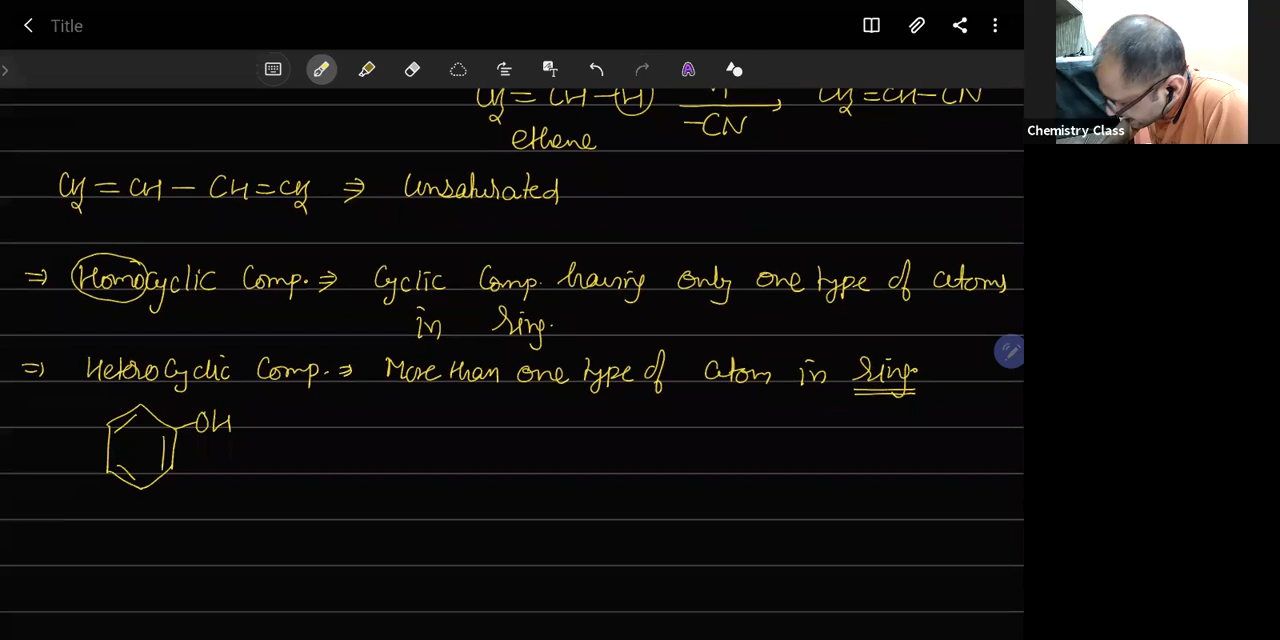 Title
CH2 = CH - (H) -CN CH2 = CH - CN
ethene
Chemistry Class
CH2 = CH - CH = CH2 ⇒ Unsaturated
⇒ Homocyclic Comp. ⇒ Cyclic Comp. having only one type of atoms
in ring.
⇒ Heterocyclic Comp. ⇒ More than one type of atom in ring.
-OH